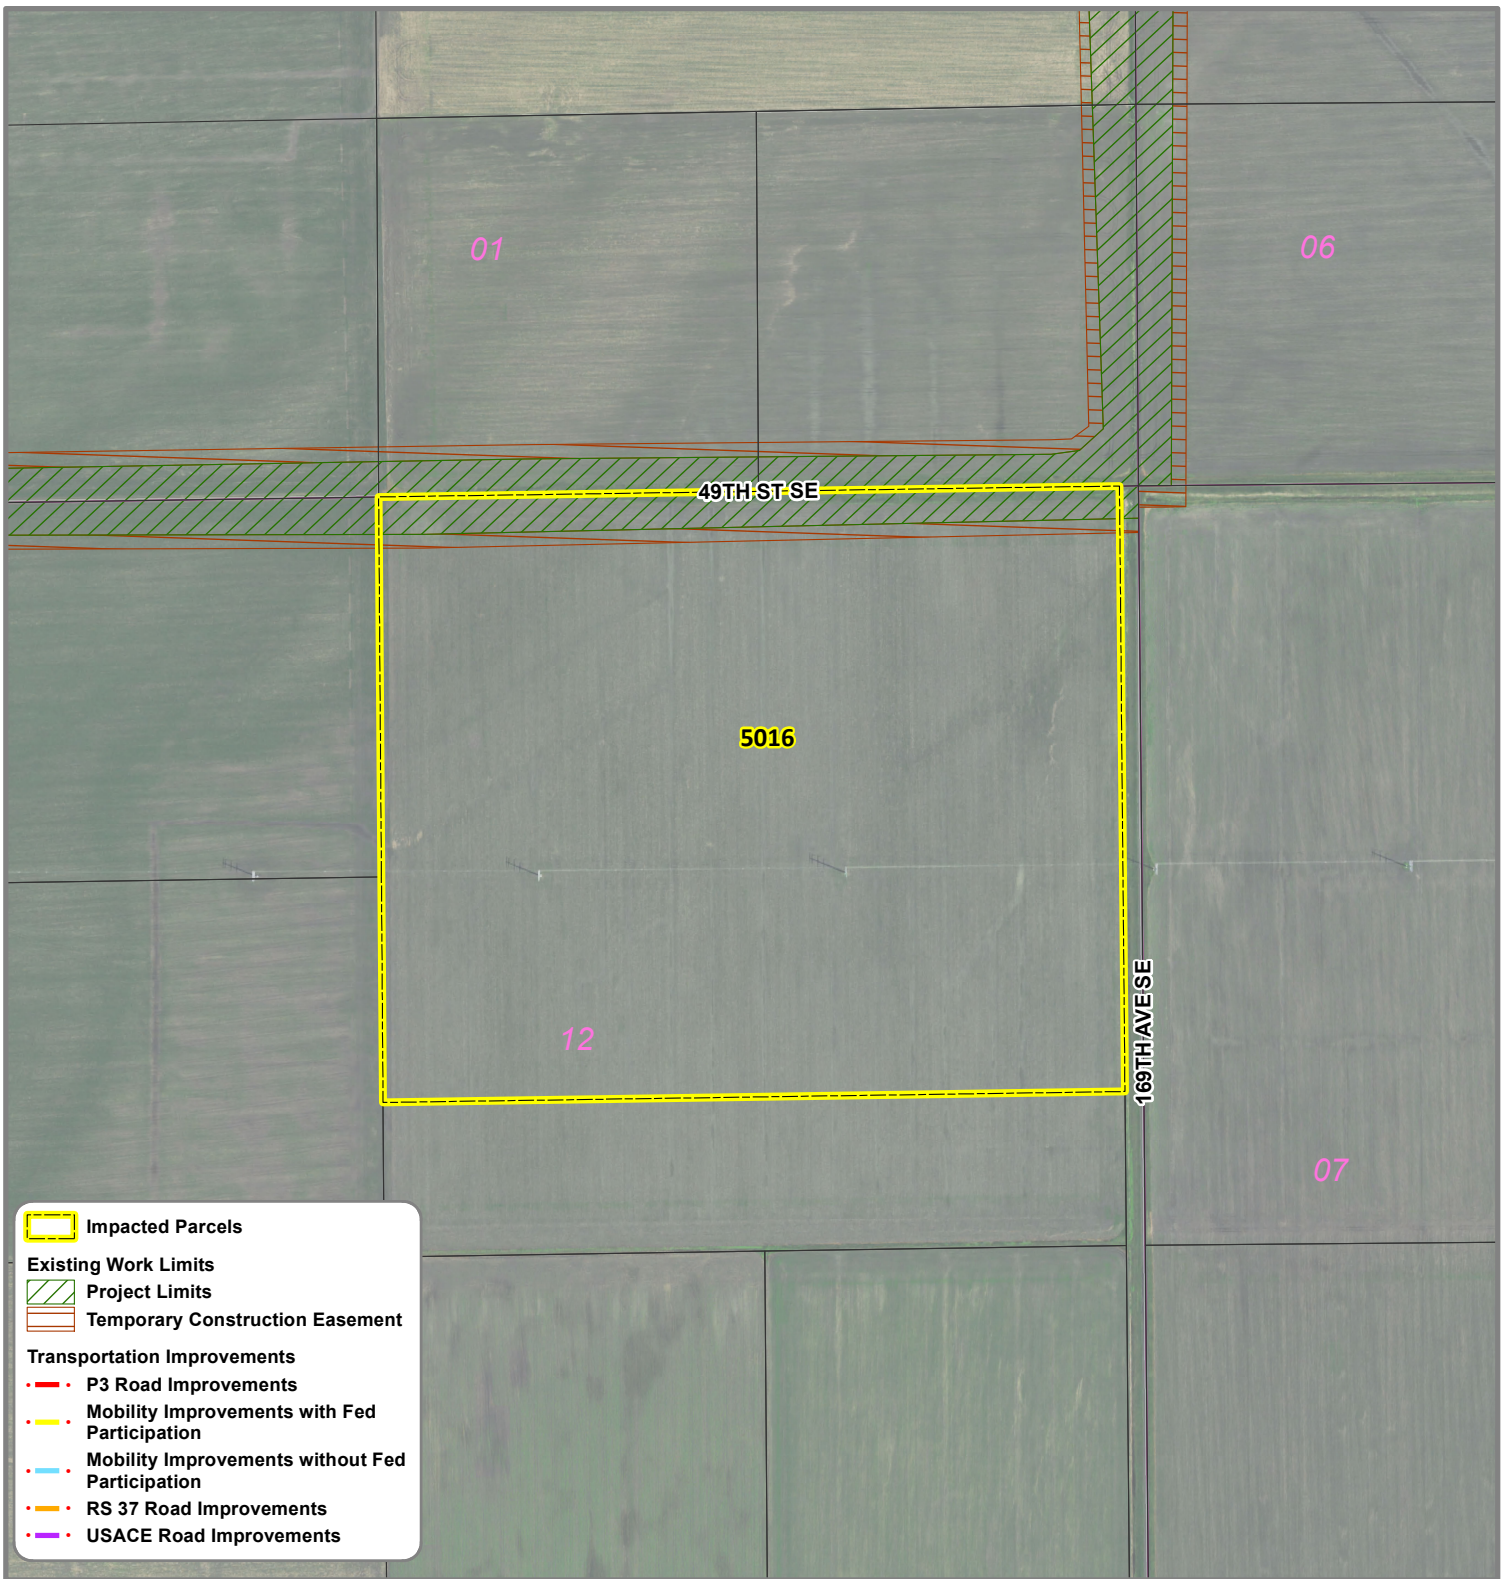 01
06
49TH ST SE
5016
169TH AVE SE
12
07
Impacted Parcels
Existing Work Limits
Project Limits
Temporary Construction Easement
Transportation Improvements
P3 Road Improvements
Mobility Improvements with Fed
Participation
Mobility Improvements without Fed
Participation
RS 37 Road Improvements
USACE Road Improvements